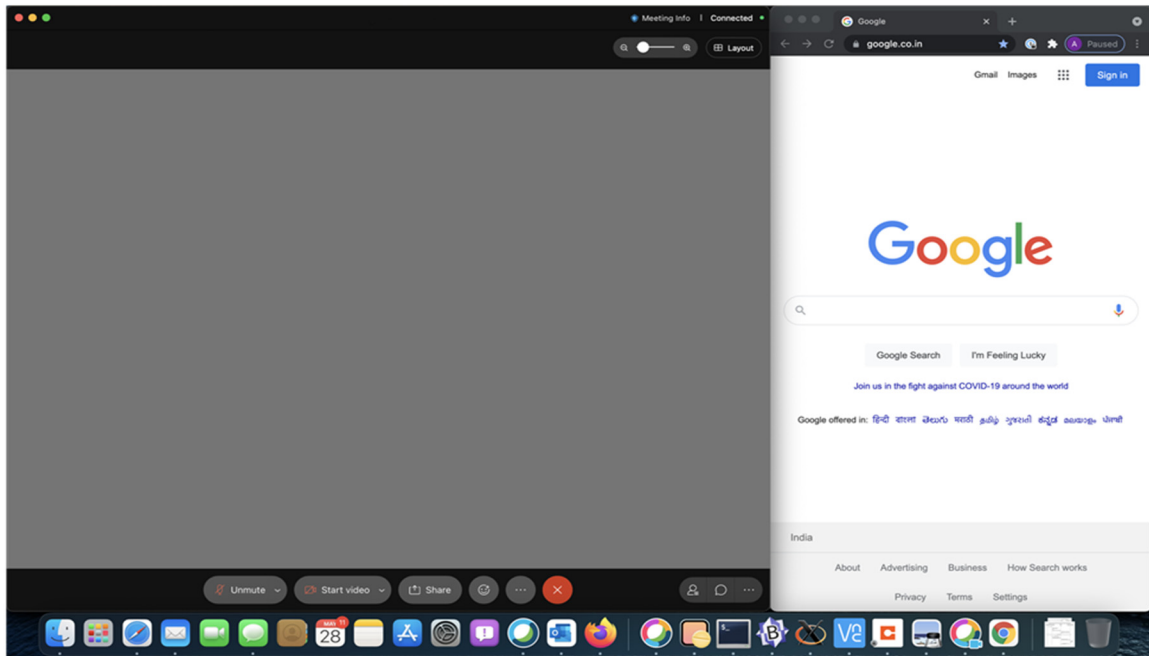 Meeting Info | Connected
Layout
Unmute
Start video
Share
Google
google.co.in
A Paused
Gmail Images
Sign in
Google
Google Search I'm Feeling Lucky
Join us in the fight against COVID-19 around the world
Google offered in: हिन्दी বাংলা తెలుగు मराठी தமிழ் ગુજરાતી ಕನ್ನಡ മലയാളം ਪੰਜਾਬੀ
India
About Advertising Business How Search works
Privacy Terms Settings
28
11
B
C